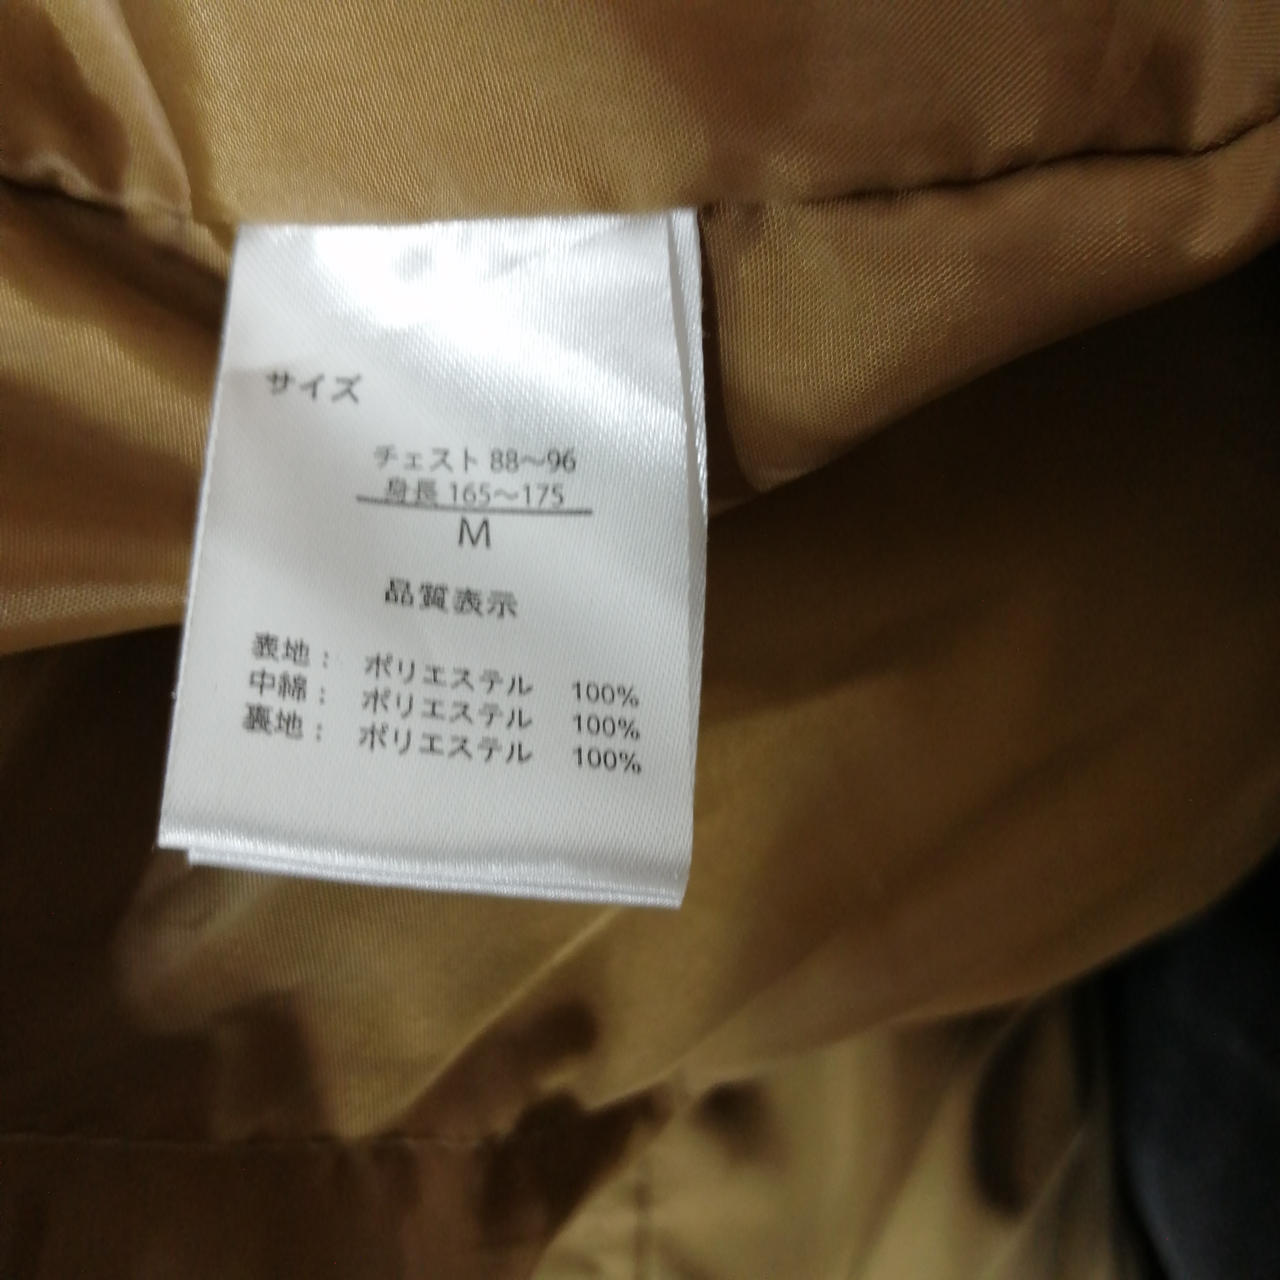 サイズ
チェスト 88～96
身長 165～175
M
品質表示
表地： ポリエステル 100%
中綿： ポリエステル 100%
裏地： ポリエステル 100%